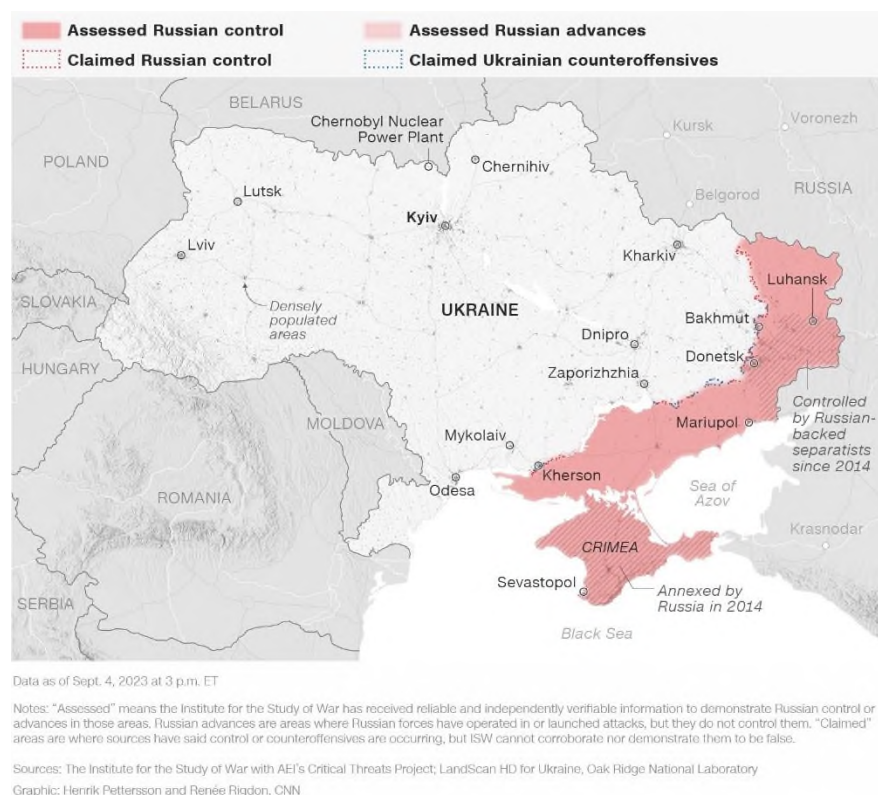 Assessed Russian control
Assessed Russian advances
Claimed Russian control
Claimed Ukrainian counteroffensives
BELARUS
Chernobyl Nuclear
Power Plant
Kursk
Voronezh
POLAND
Chernihiv
RUSSIA
Lutsk
Belgorod
Kyiv
Lviv
Kharkiv
Luhansk
SLOVAKIA
Densely
populated
areas
UKRAINE
Bakhmut
Dnipro
HUNGARY
Donetsk
Zaporizhzhia
Controlled
by Russian-
backed
separatists
since 2014
MOLDOVA
Mariupol
Mykolaiv
Kherson
Odesa
Sea of
Azov
ROMANIA
Krasnodar
CRIMEA
Sevastopol
Annexed by
Russia in 2014
SERBIA
Black Sea
Data as of Sept. 4, 2023 at 3 p.m. ET
Notes: “Assessed” means the Institute for the Study of War has received reliable and independently verifiable information to demonstrate Russian control or
advances in those areas. Russian advances are areas where Russian forces have operated in or launched attacks, but they do not control them. “Claimed”
areas are where sources have said control or counteroffensives are occurring, but ISW cannot corroborate nor demonstrate them to be false.
Sources: The Institute for the Study of War with AEI’s Critical Threats Project; LandScan HD for Ukraine, Oak Ridge National Laboratory
Graphic: Henrik Pettersson and Renée Rigdon, CNN